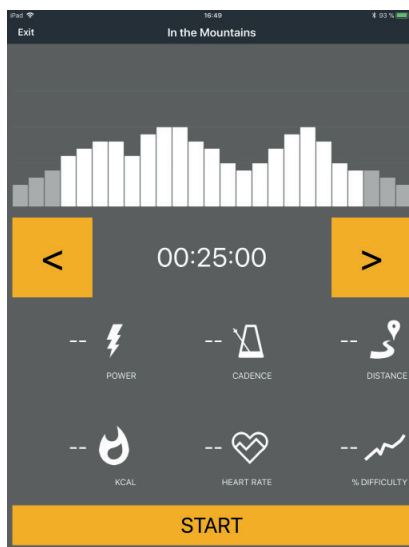 iPad 16:49 93 %
Exit In the Mountains
< 00:25:00 >
-- -- --
POWER CADENCE DISTANCE
-- -- --
KCAL HEART RATE % DIFFICULTY
START